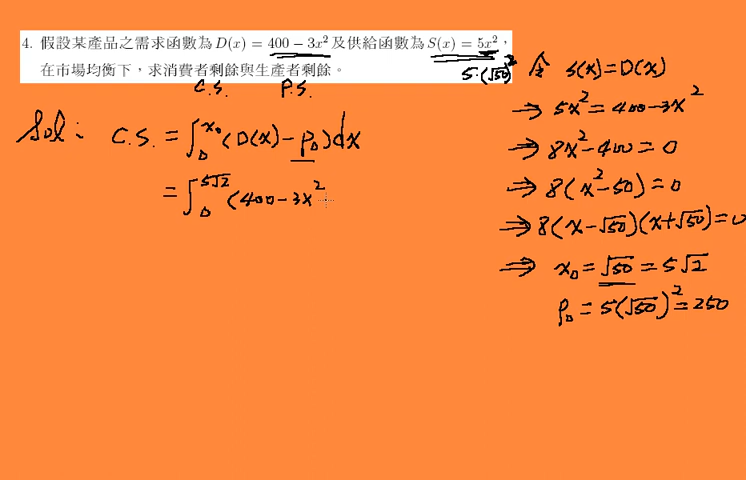 4. 假設某產品之需求函數為 D(x) = 400 − 3x² 及供給函數為 S(x) = 5x²,
在市場均衡下,求消費者剩餘與生產者剩餘。
5·(√50)²
C.S. P.S.
Sol: C.S. = ∫₀^{x₀} (D(x) − p₀) dx
= ∫₀^{5√2} (400 − 3x²
令 S(x) = D(x)
⇒ 5x² = 400 − 3x²
⇒ 8x² − 400 = 0
⇒ 8(x² − 50) = 0
⇒ 8(x − √50)(x + √50) = 0
⇒ x₀ = √50 = 5√2
p₀ = 5(√50)² = 250